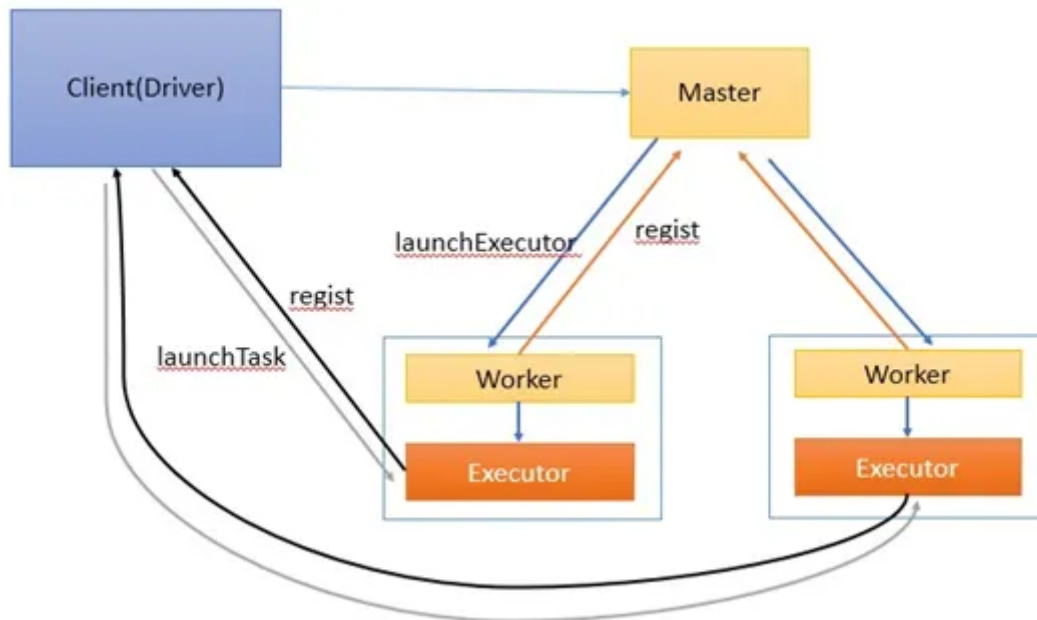 Client(Driver)
Master
launchExecutor
regist
regist
launchTask
Worker
Worker
Executor
Executor